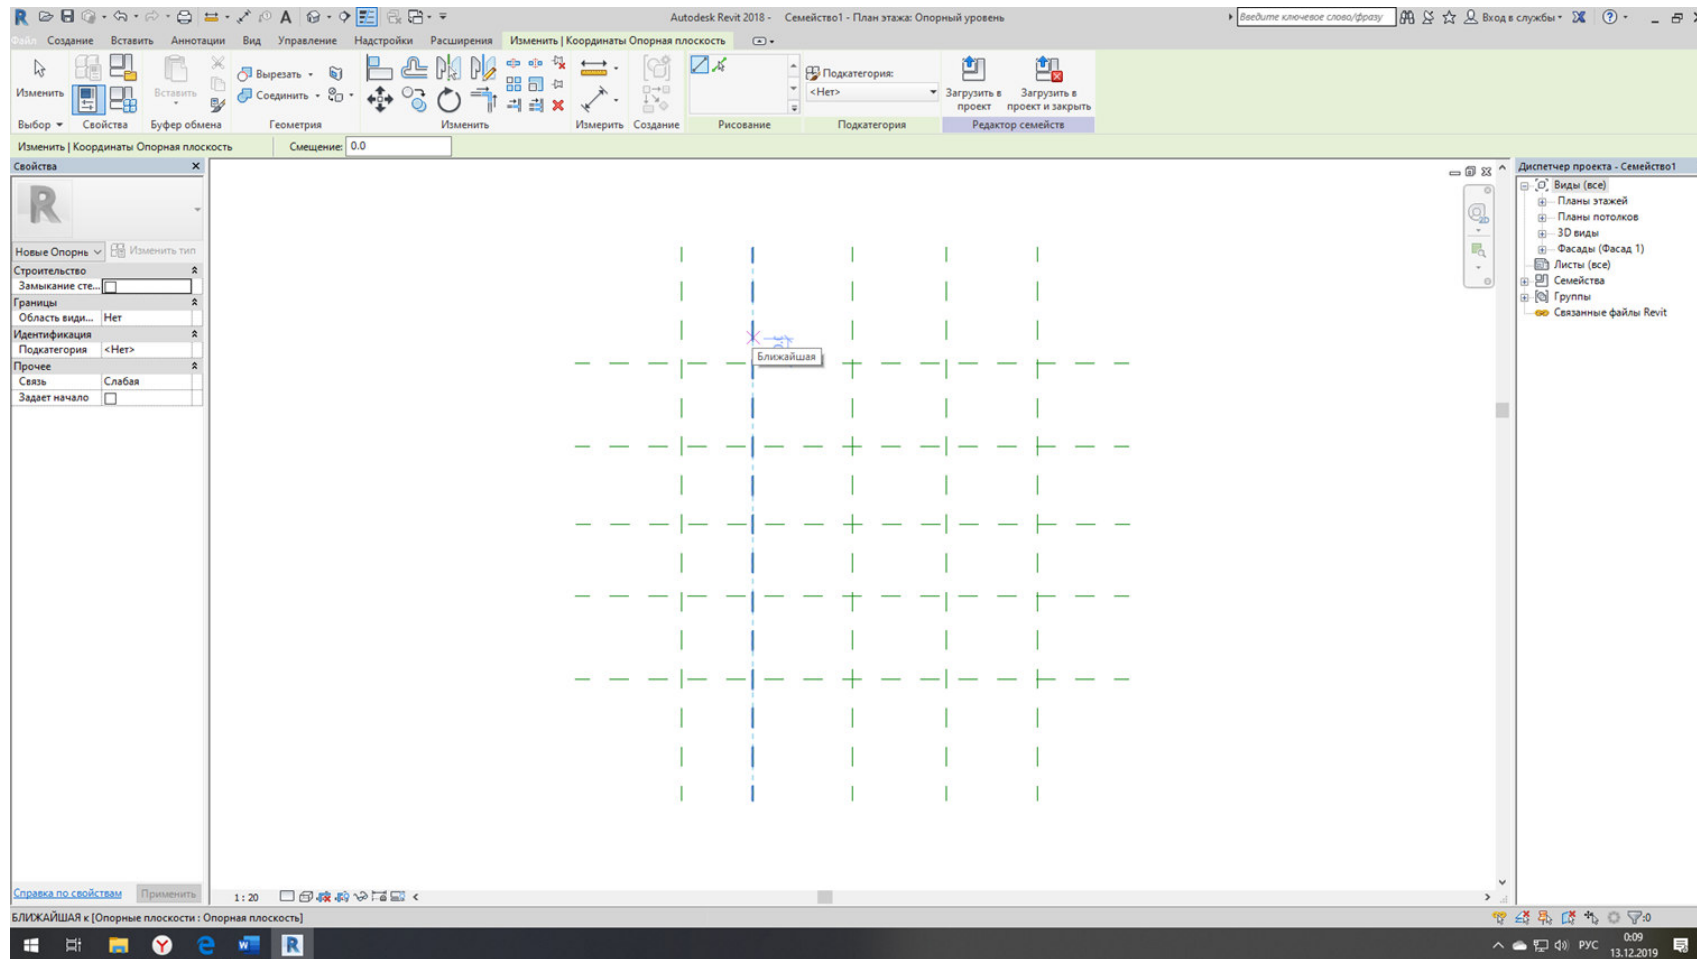 Autodesk Revit 2018 - Семейство1 - План этажа: Опорный уровень
Введите ключевое слово/фразу
Вход в службы
Файл Создание Вставить Аннотации Вид Управление Надстройки Расширения Изменить | Координаты Опорная плоскость
Изменить
Вставить
Вырезать
Соединить
Подкатегория:
<Нет>
Загрузить в проект
Загрузить в проект и закрыть
Выбор Свойства Буфер обмена Геометрия Изменить Измерить Создание Рисование Подкатегория Редактор семейств
Изменить | Координаты Опорная плоскость Смещение: 0.0
Свойства
R
Новые Опорнь Изменить тип
Строительство
Замыкание сте...
Границы
Область види... Нет
Идентификация
Подкатегория <Нет>
Прочее
Связь Слабая
Задает начало
Справка по свойствам Применить
Ближайшая
2D
Диспетчер проекта - Семейство1
Виды (все)
Планы этажей
Планы потолков
3D виды
Фасады (Фасад 1)
Листы (все)
Семейства
Группы
Связанные файлы Revit
1 : 20
БЛИЖАЙШАЯ к [Опорные плоскости : Опорная плоскость]
:0
РУС
0:09
13.12.2019